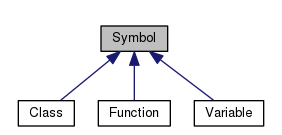 Symbol
Class
Function
Variable